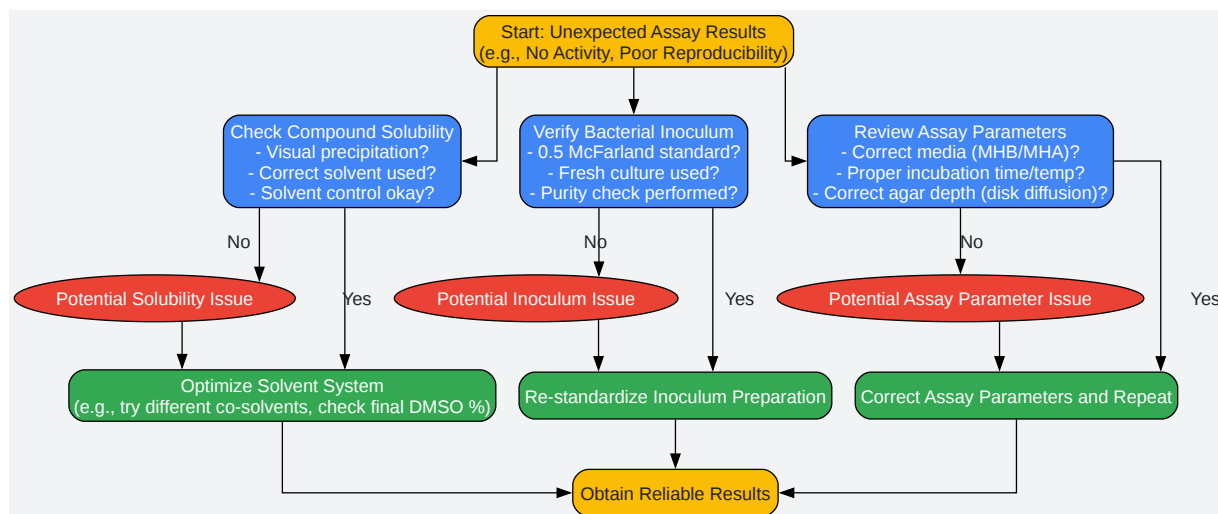 Start: Unexpected Assay Results
(e.g., No Activity, Poor Reproducibility)
Check Compound Solubility
- Visual precipitation?
- Correct solvent used?
- Solvent control okay?
Verify Bacterial Inoculum
- 0.5 McFarland standard?
- Fresh culture used?
- Purity check performed?
Review Assay Parameters
- Correct media (MHB/MHA)?
- Proper incubation time/temp?
- Correct agar depth (disk diffusion)?
No
No
No
Potential Solubility Issue
Yes
Potential Inoculum Issue
Yes
Potential Assay Parameter Issue
Yes
Optimize Solvent System
(e.g., try different co-solvents, check final DMSO %)
Re-standardize Inoculum Preparation
Correct Assay Parameters and Repeat
Obtain Reliable Results